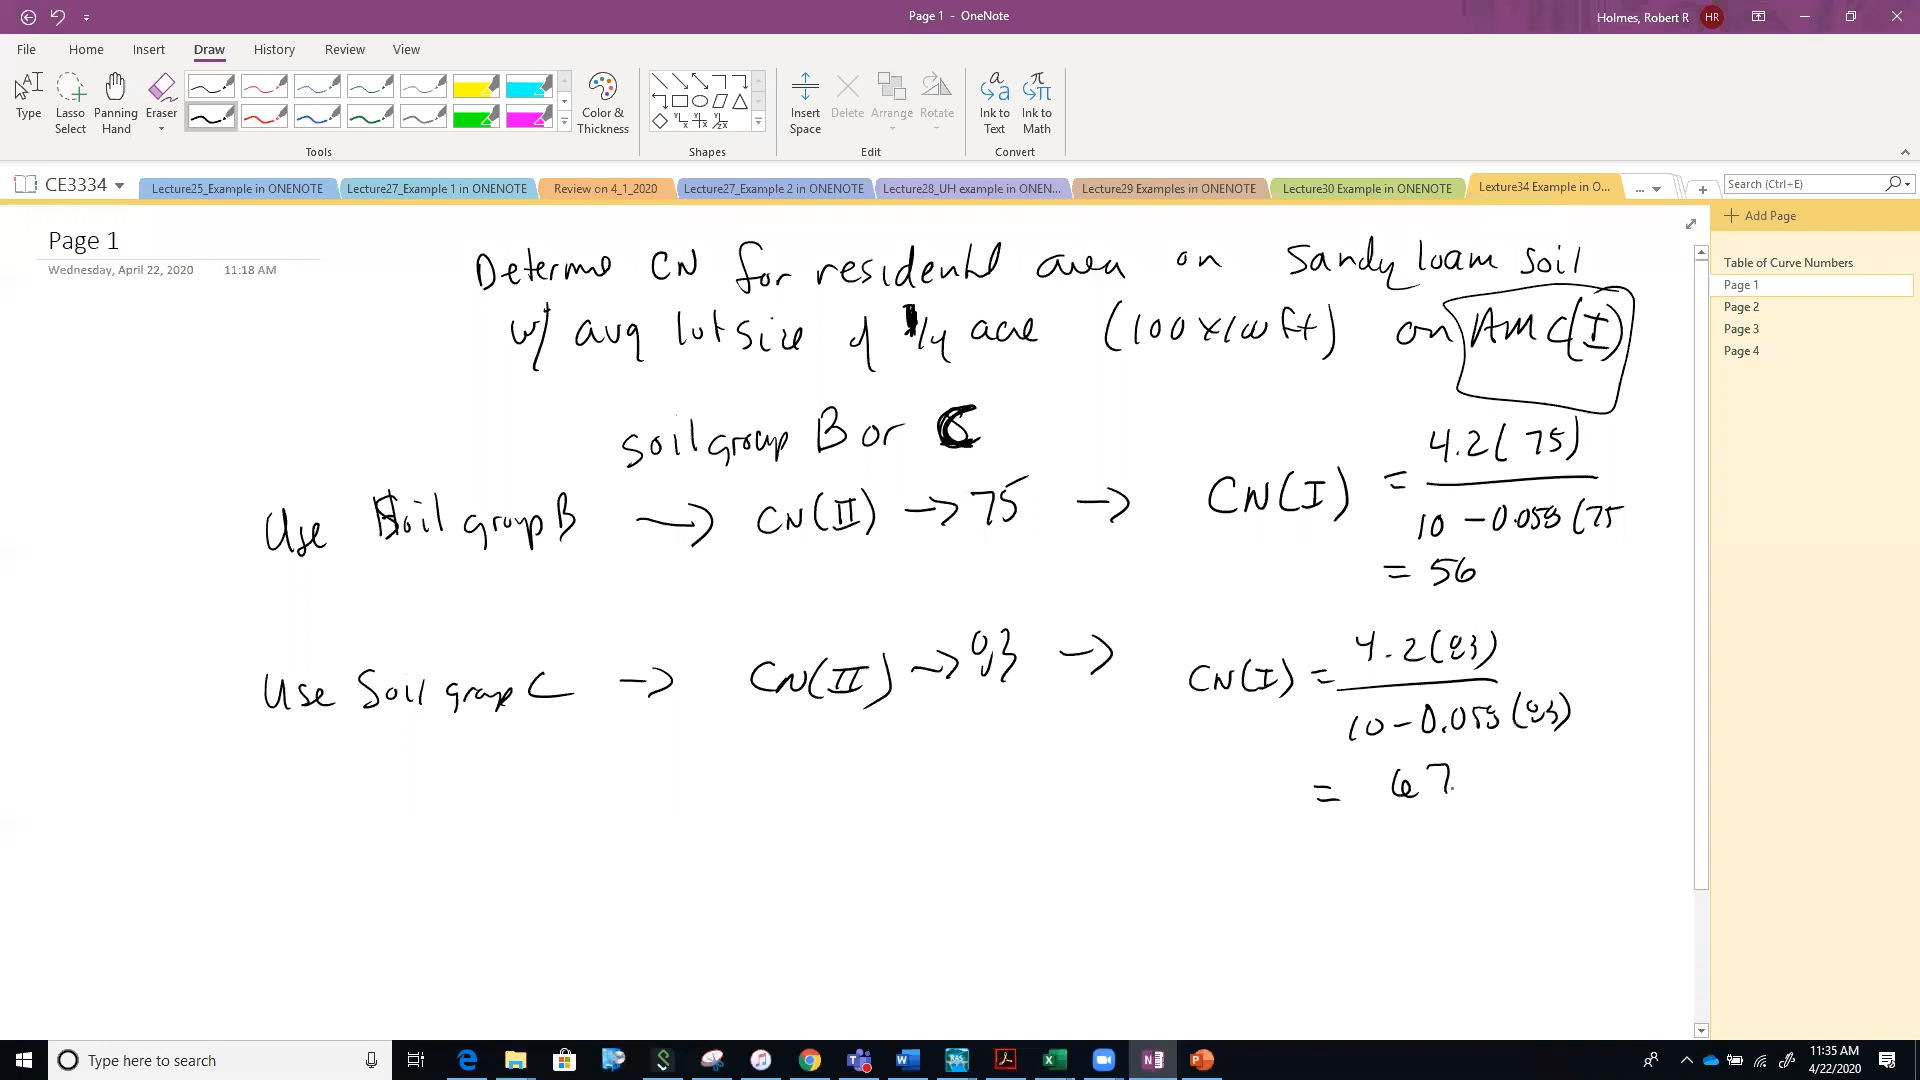 Page 1 - OneNote
Holmes, Robert R
HR
File Home Insert Draw History Review View
Type
Lasso Select
Panning Hand
Eraser
Color & Thickness
Insert Space
Delete
Arrange
Rotate
Ink to Text
Ink to Math
Tools
Shapes
Edit
Convert
CE3334
Lecture25_Example in ONENOTE
Lecture27_Example 1 in ONENOTE
Review on 4_1_2020
Lecture27_Example 2 in ONENOTE
Lecture28_UH example in ONEN...
Lecture29 Examples in ONENOTE
Lecture30 Example in ONENOTE
Lexture34 Example in O...
...
Search (Ctrl+E)
Add Page
Table of Curve Numbers
Page 1
Page 2
Page 3
Page 4
Page 1
Wednesday, April 22, 2020 11:18 AM
Determe CN for residentl area on Sandy loam soil
w/ avg lot size of 1/4 acre (100x100 ft) on AMC(I)
soil group B or C
Use Soil group B → CN(II) → 75 → CN(I) = 4.2(75)
10 - 0.058(75
= 56
Use Soil group C → CN(II) → 83 → CN(I) = 4.2(83)
10 - 0.058(83)
= 67
Type here to search
11:35 AM
4/22/2020